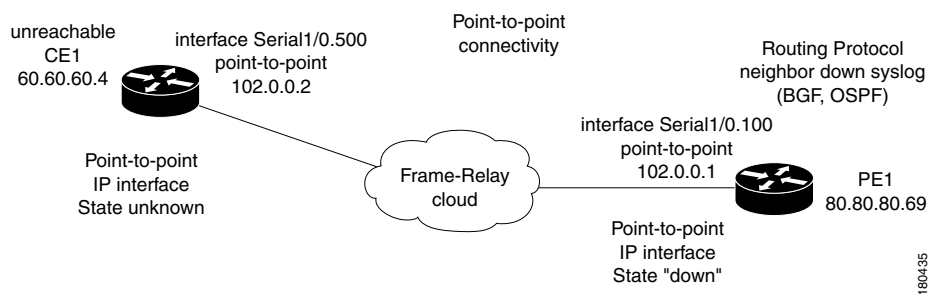 unreachable
CE1
60.60.60.4
interface Serial1/0.500
point-to-point
102.0.0.2
Point-to-point
connectivity
Routing Protocol
neighbor down syslog
(BGF, OSPF)
interface Serial1/0.100
point-to-point
102.0.0.1
Point-to-point
IP interface
State unknown
Frame-Relay
cloud
PE1
80.80.80.69
Point-to-point
IP interface
State "down"
180435